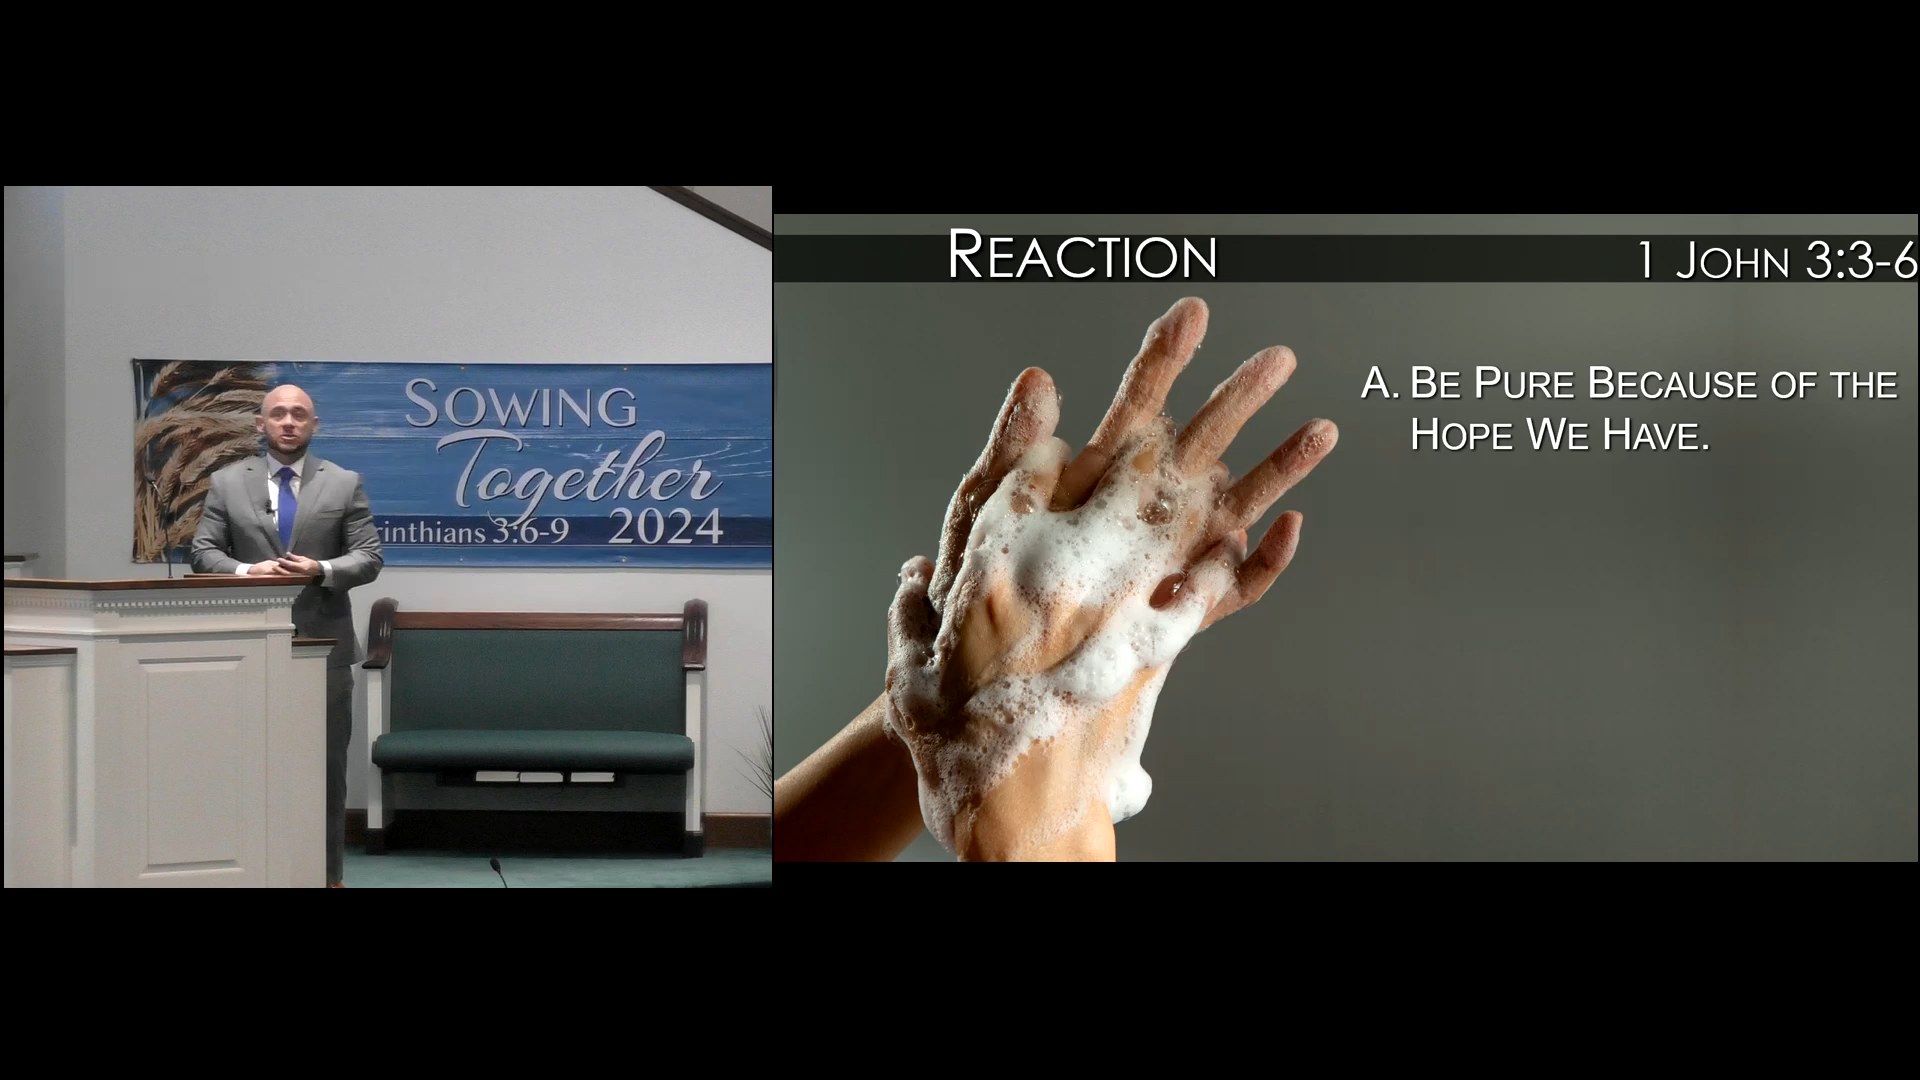 SOWING
Together
rinthians 3:6-9 2024
REACTION
1 JOHN 3:3-6
A. BE PURE BECAUSE OF THE
HOPE WE HAVE.